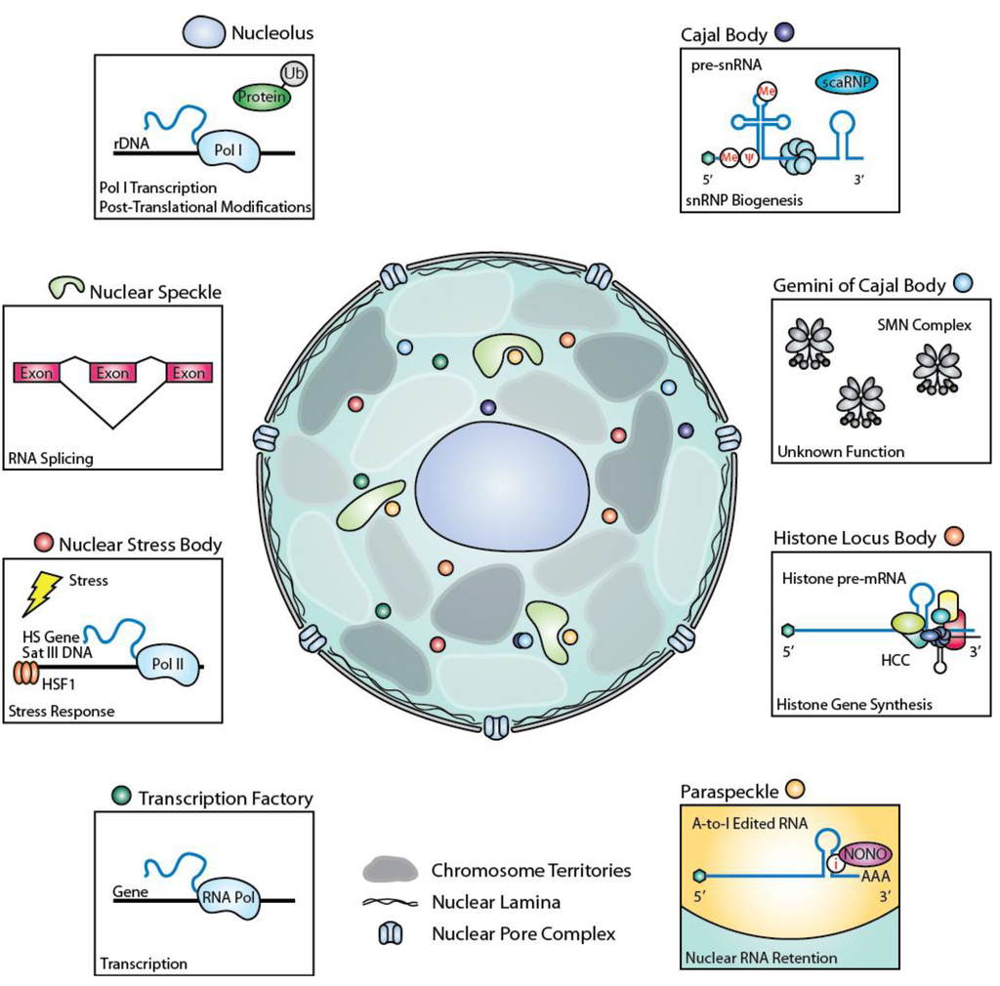 Nucleolus
Ub
Protein
rDNA
Pol I
Pol I Transcription
Post-Translational Modifications
Cajal Body
pre-snRNA
Me
scaRNP
Me
Ψ
5'
3'
snRNP Biogenesis
Nuclear Speckle
Exon
Exon
Exon
RNA Splicing
Gemini of Cajal Body
SMN Complex
Unknown Function
Nuclear Stress Body
Stress
HS Gene
Sat III DNA
Pol II
HSF1
Stress Response
Histone Locus Body
Histone pre-mRNA
5'
3'
HCC
Histone Gene Synthesis
Transcription Factory
Gene
RNA Pol
Transcription
Chromosome Territories
Nuclear Lamina
Nuclear Pore Complex
Paraspeckle
A-to-I Edited RNA
NONO
i
AAA
5'
3'
Nuclear RNA Retention